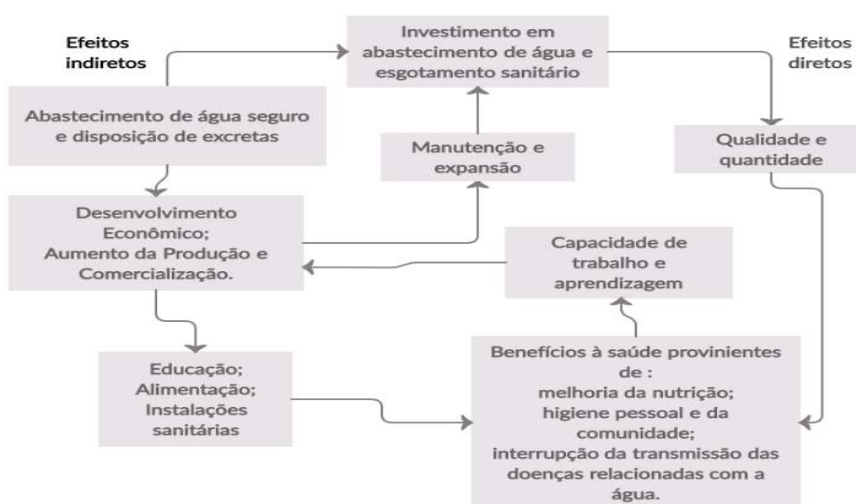 Efeitos
indiretos
Investimento em
abastecimento de água e
esgotamento sanitário
Efeitos
diretos
Abastecimento de água seguro
e disposição de excretas
Manutenção e
expansão
Qualidade e
quantidade
Desenvolvimento
Econômico;
Aumento da Produção e
Comercialização.
Capacidade de
trabalho e
aprendizagem
Educação;
Alimentação;
Instalações
sanitárias
Benefícios à saúde provinientes
de :
melhoria da nutrição;
higiene pessoal e da
comunidade;
interrupção da transmissão das
doenças relacionadas com a
água.